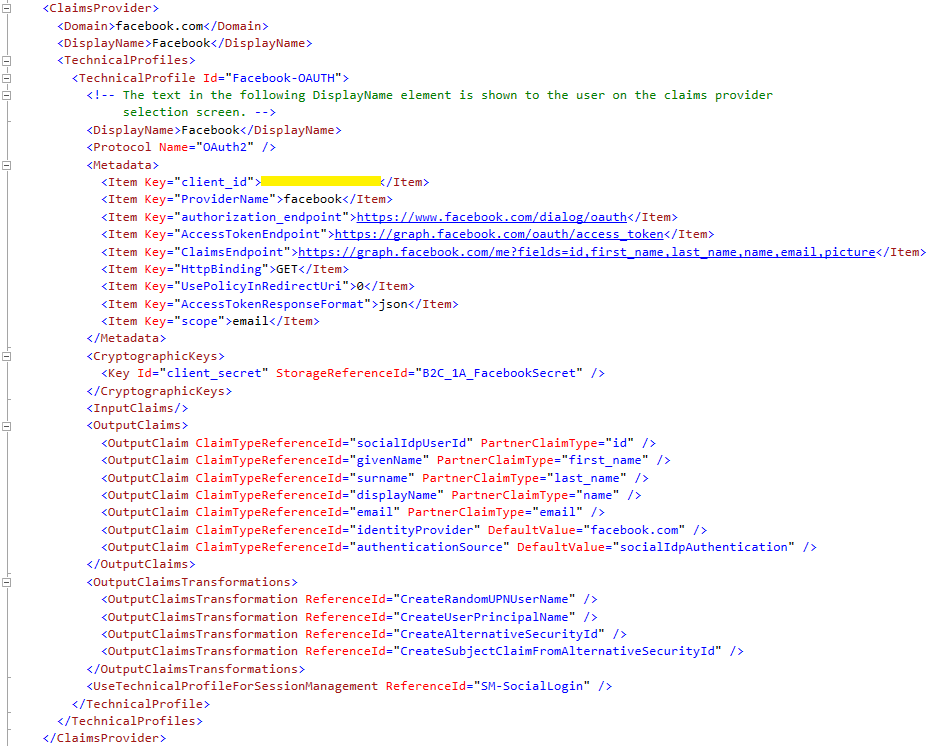 <ClaimsProvider>
<Domain>facebook.com</Domain>
<DisplayName>Facebook</DisplayName>
<TechnicalProfiles>
<TechnicalProfile Id="Facebook-OAUTH">
<!-- The text in the following DisplayName element is shown to the user on the claims provider
selection screen. -->
<DisplayName>Facebook</DisplayName>
<Protocol Name="OAuth2" />
<Metadata>
<Item Key="client_id"></Item>
<Item Key="ProviderName">facebook</Item>
<Item Key="authorization_endpoint">https://www.facebook.com/dialog/oauth</Item>
<Item Key="AccessTokenEndpoint">https://graph.facebook.com/oauth/access_token</Item>
<Item Key="ClaimsEndpoint">https://graph.facebook.com/me?fields=id,first_name,last_name,name,email,picture</Item>
<Item Key="HttpBinding">GET</Item>
<Item Key="UsePolicyInRedirectUri">0</Item>
<Item Key="AccessTokenResponseFormat">json</Item>
<Item Key="scope">email</Item>
</Metadata>
<CryptographicKeys>
<Key Id="client_secret" StorageReferenceId="B2C_1A_FacebookSecret" />
</CryptographicKeys>
<InputClaims/>
<OutputClaims>
<OutputClaim ClaimTypeReferenceId="socialIdpUserId" PartnerClaimType="id" />
<OutputClaim ClaimTypeReferenceId="givenName" PartnerClaimType="first_name" />
<OutputClaim ClaimTypeReferenceId="surname" PartnerClaimType="last_name" />
<OutputClaim ClaimTypeReferenceId="displayName" PartnerClaimType="name" />
<OutputClaim ClaimTypeReferenceId="email" PartnerClaimType="email" />
<OutputClaim ClaimTypeReferenceId="identityProvider" DefaultValue="facebook.com" />
<OutputClaim ClaimTypeReferenceId="authenticationSource" DefaultValue="socialIdpAuthentication" />
</OutputClaims>
<OutputClaimsTransformations>
<OutputClaimsTransformation ReferenceId="CreateRandomUPNUserName" />
<OutputClaimsTransformation ReferenceId="CreateUserPrincipalName" />
<OutputClaimsTransformation ReferenceId="CreateAlternativeSecurityId" />
<OutputClaimsTransformation ReferenceId="CreateSubjectClaimFromAlternativeSecurityId" />
</OutputClaimsTransformations>
<UseTechnicalProfileForSessionManagement ReferenceId="SM-SocialLogin" />
</TechnicalProfile>
</TechnicalProfiles>
</ClaimsProvider>